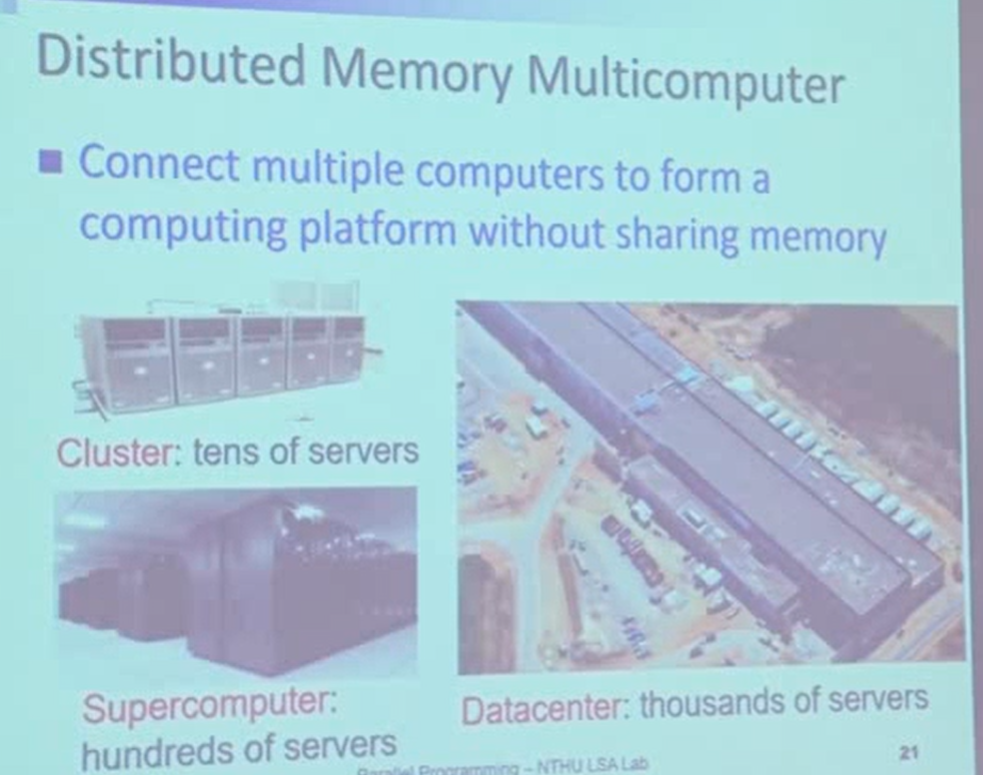 Distributed Memory Multicomputer
Connect multiple computers to form a
computing platform without sharing memory
Cluster: tens of servers
Supercomputer:
hundreds of servers
Datacenter: thousands of servers
Parallel Programming – NTHU LSA Lab
21